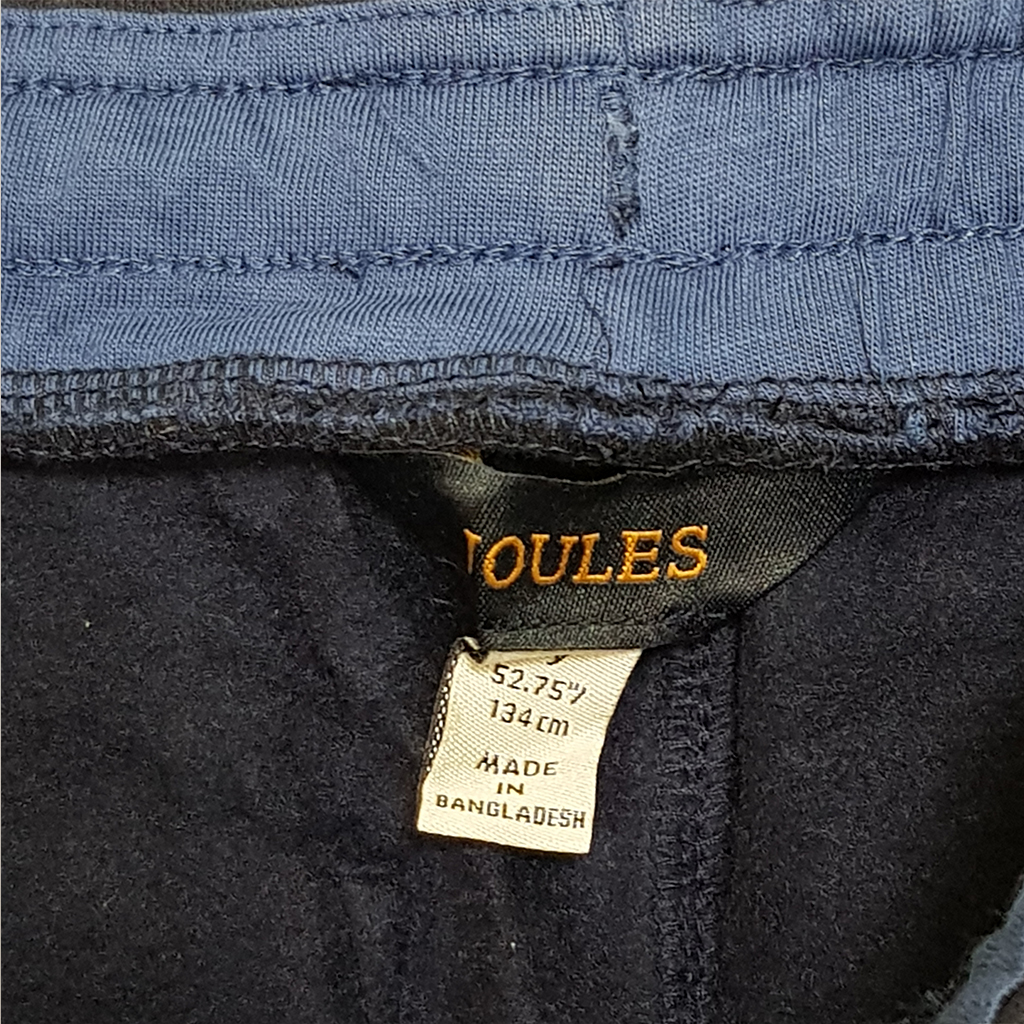 JOULES
y
52.75"
134cm
MADE
IN
BANGLADESH